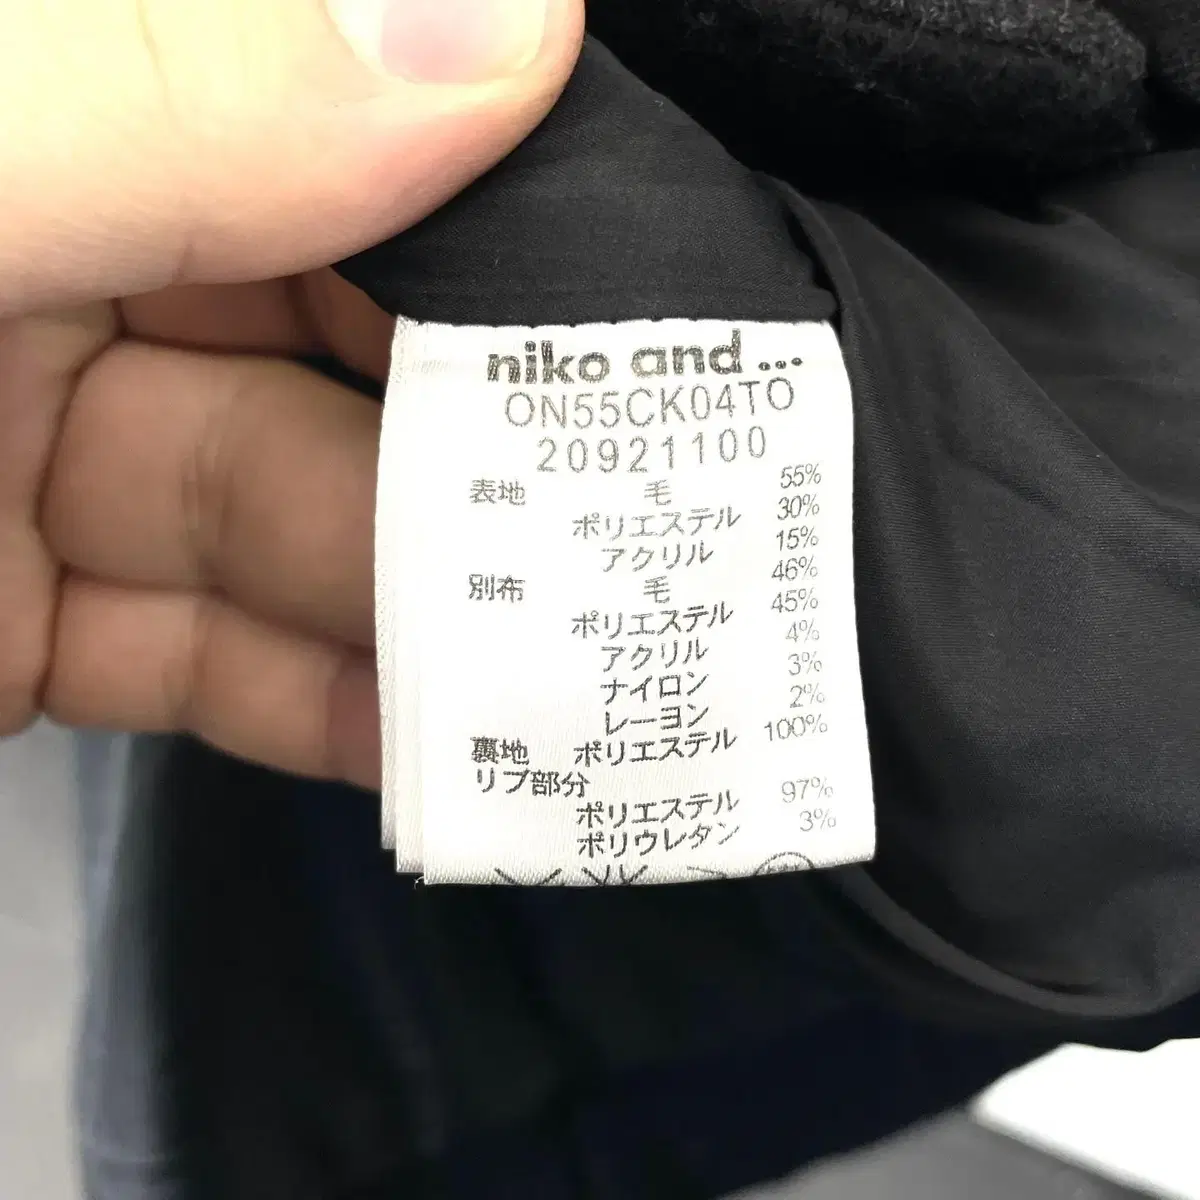 niko and ...
ON55CK04TO
20921100
表地 毛 55%
ポリエステル 30%
アクリル 15%
別布 毛 46%
ポリエステル 45%
アクリル 4%
ナイロン 3%
レーヨン 2%
裏地 ポリエステル 100%
リブ部分
ポリエステル 97%
ポリウレタン 3%